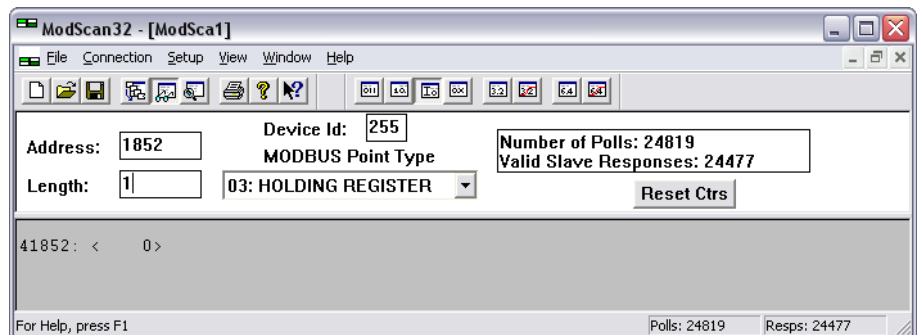 ModScan32 - [ModSca1]
File Connection Setup View Window Help
Address: 1852
Device Id: 255
MODBUS Point Type
Length: 1
03: HOLDING REGISTER
Number of Polls: 24819
Valid Slave Responses: 24477
Reset Ctrs
41852: < 0>
For Help, press F1
Polls: 24819
Resps: 24477